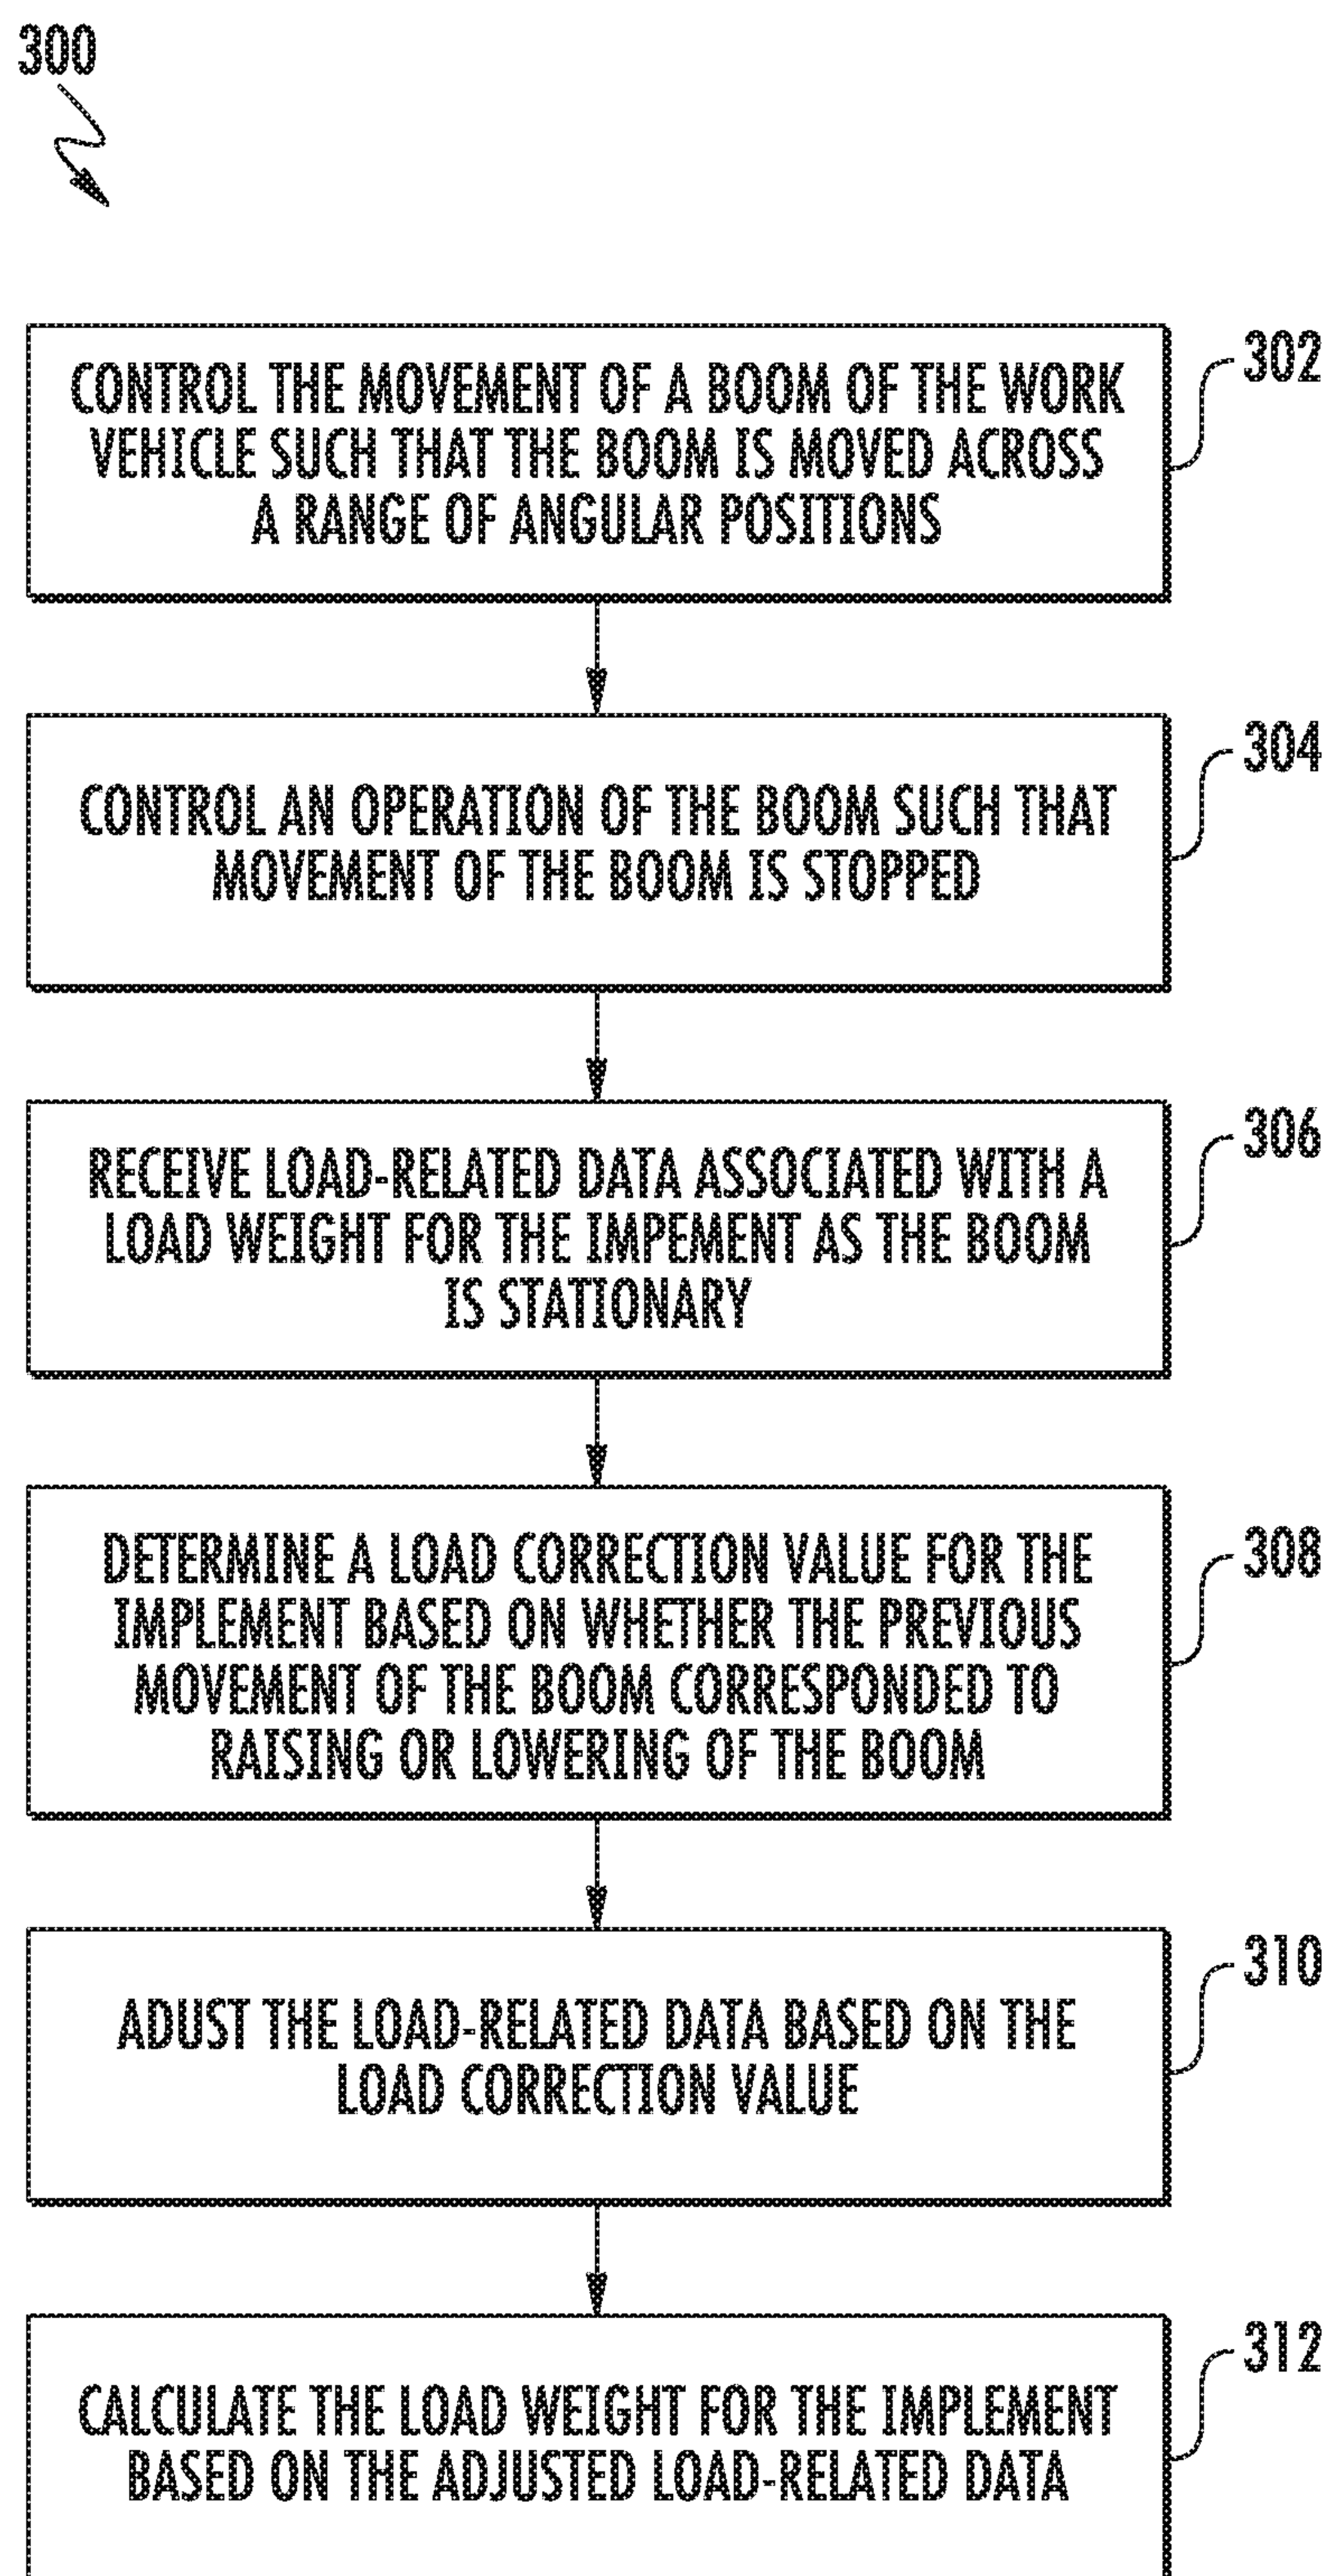 300
CONTROL THE MOVEMENT OF A BOOM OF THE WORK
VEHICLE SUCH THAT THE BOOM IS MOVED ACROSS
A RANGE OF ANGULAR POSITIONS
302
CONTROL AN OPERATION OF THE BOOM SUCH THAT
MOVEMENT OF THE BOOM IS STOPPED
304
RECEIVE LOAD-RELATED DATA ASSOCIATED WITH A
LOAD WEIGHT FOR THE IMPEMENT AS THE BOOM
IS STATIONARY
306
DETERMINE A LOAD CORRECTION VALUE FOR THE
IMPLEMENT BASED ON WHETHER THE PREVIOUS
MOVEMENT OF THE BOOM CORRESPONDED TO
RAISING OR LOWERING OF THE BOOM
308
ADUST THE LOAD-RELATED DATA BASED ON THE
LOAD CORRECTION VALUE
310
CALCULATE THE LOAD WEIGHT FOR THE IMPLEMENT
BASED ON THE ADJUSTED LOAD-RELATED DATA
312